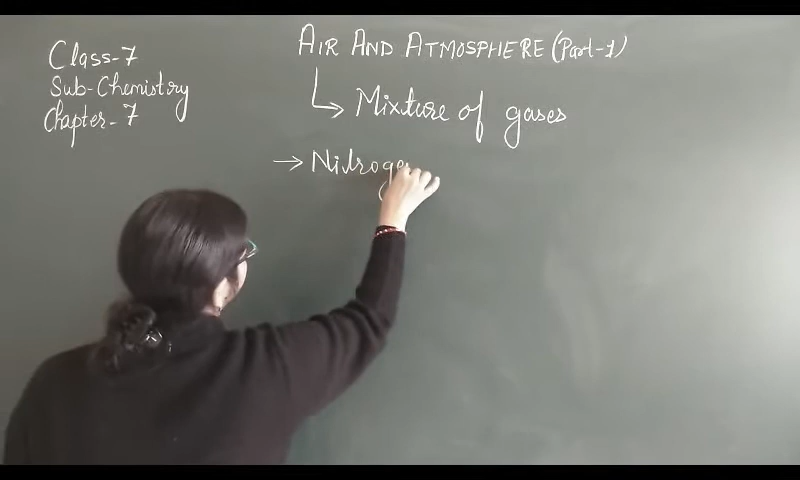 Class-7
Sub-Chemistry
Chapter-7
AIR AND ATMOSPHERE (Part-1)
↳ Mixture of gases
→ Nitroge